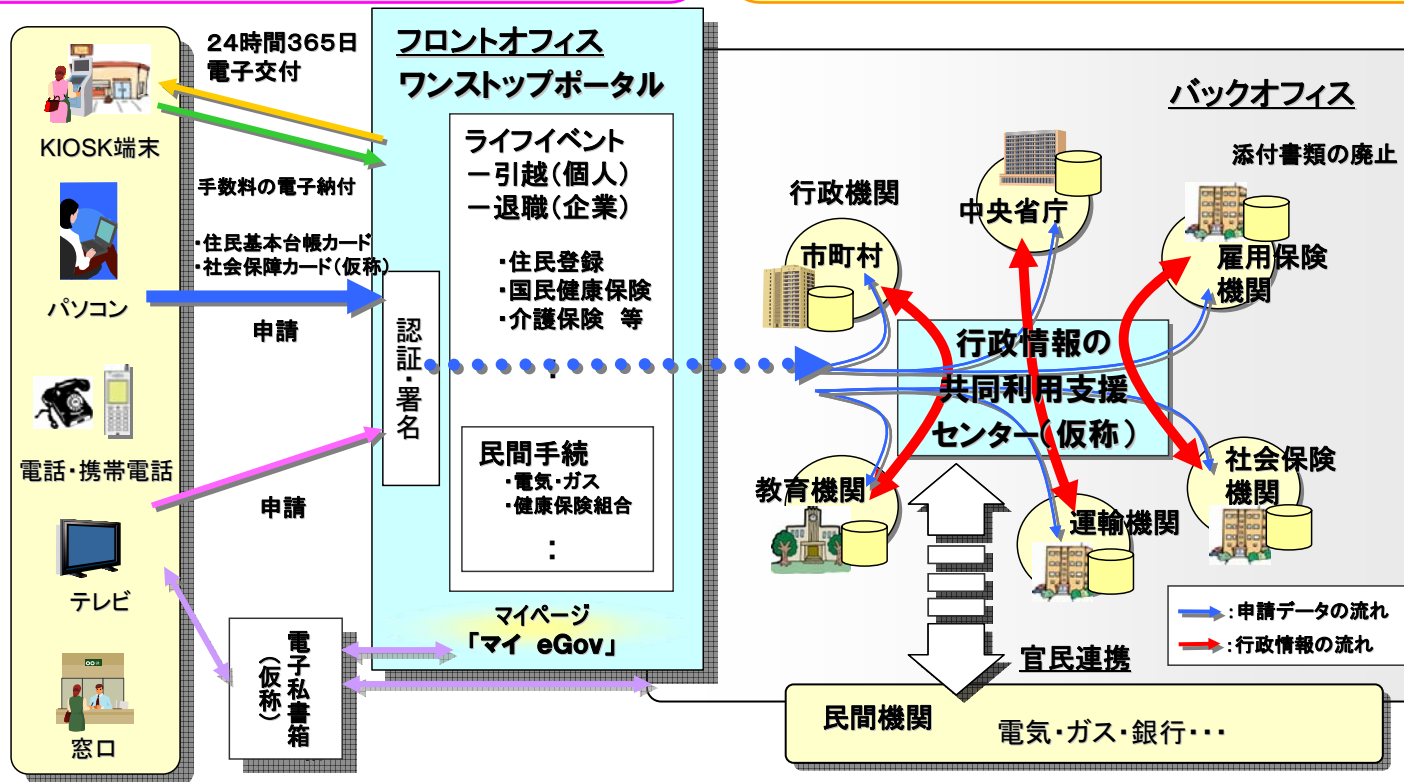 24時間365日
電子交付
KIOSK端末
手数料の電子納付
・住民基本台帳カード
・社会保障カード(仮称)
パソコン
申請
電話・携帯電話
申請
テレビ
窓口
電子私書箱
(仮称)
フロントオフィス
ワンストップポータル
ライフイベント
－引越(個人)
－退職(企業)
・住民登録
・国民健康保険
・介護保険 等
:
認証・署名
民間手続
・電気・ガス
・健康保険組合
:
マイページ
「マイ eGov」
バックオフィス
添付書類の廃止
行政機関
市町村
中央省庁
雇用保険
機関
行政情報の
共同利用支援
センター(仮称)
教育機関
運輸機関
社会保険
機関
:申請データの流れ
:行政情報の流れ
官民連携
民間機関
電気・ガス・銀行・・・